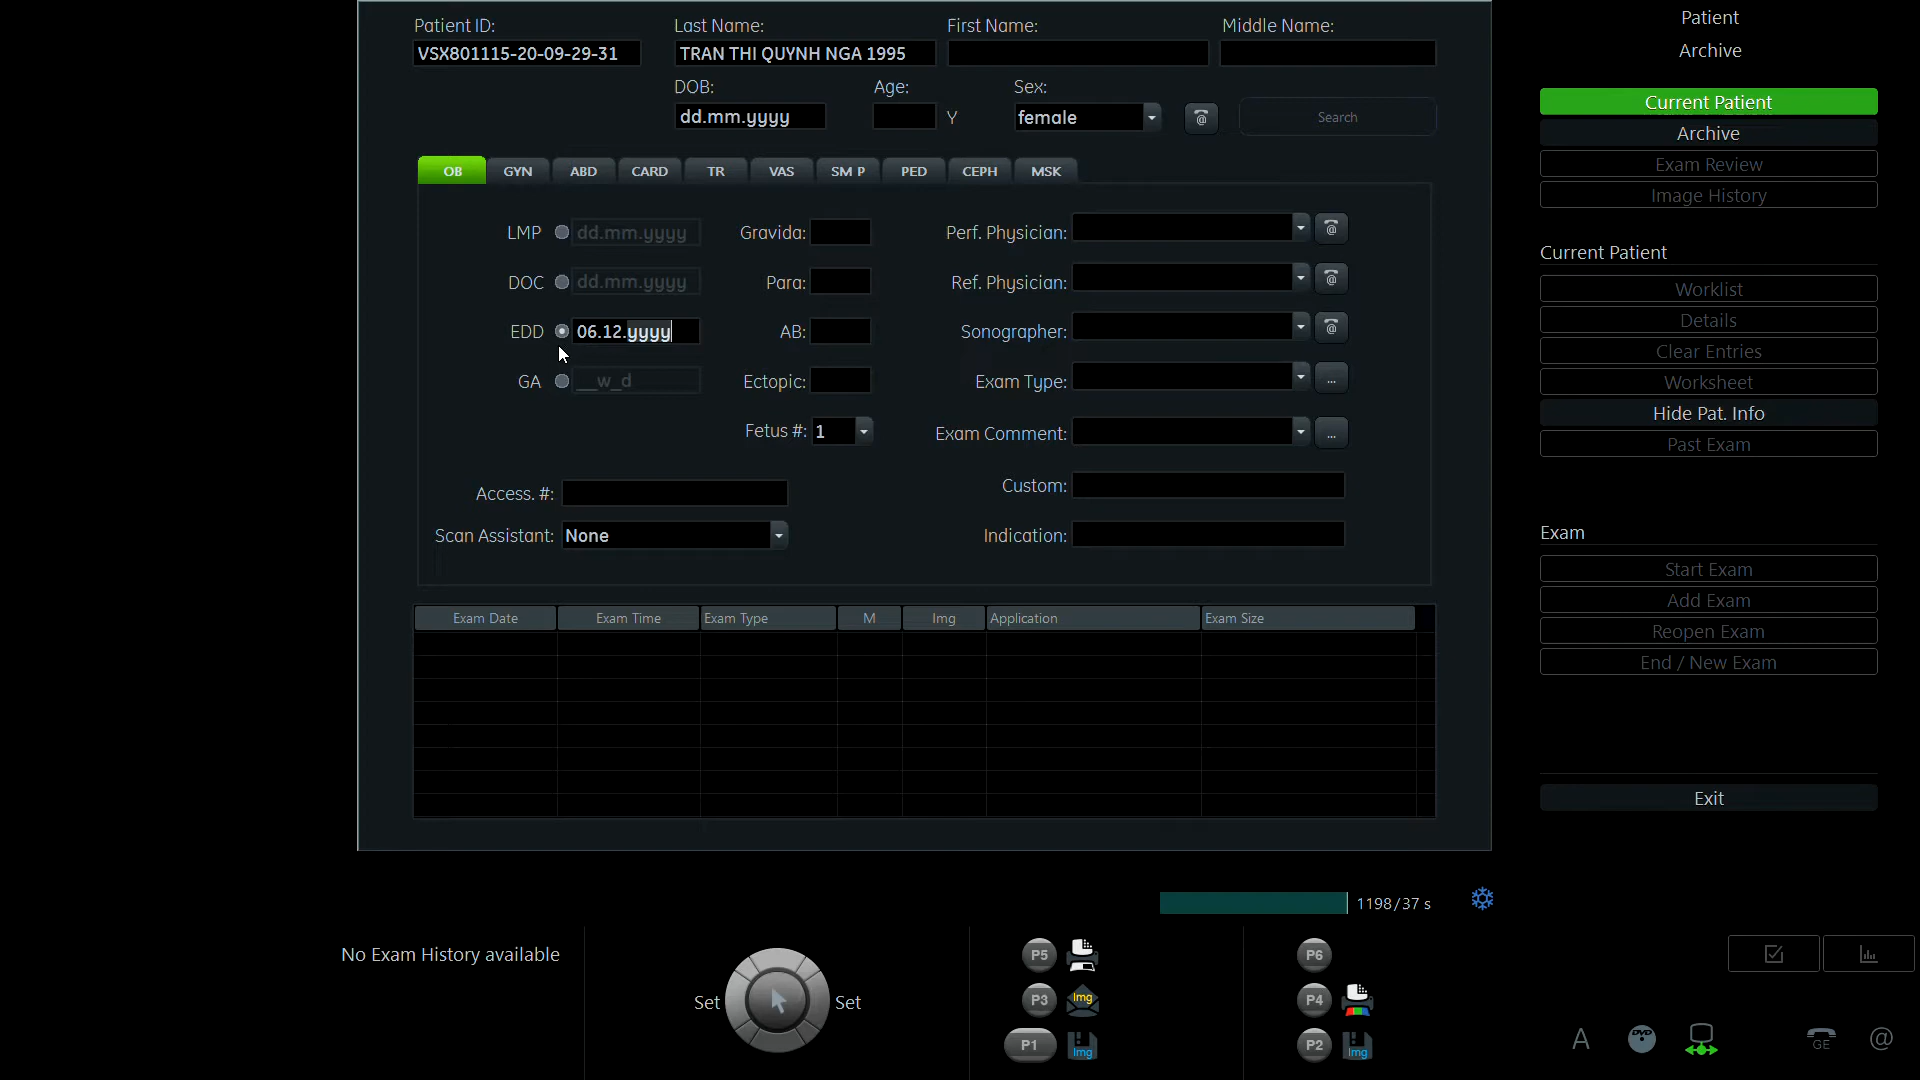 Patient ID: Last Name: First Name: Middle Name:
VSX801115-20-09-29-31 TRAN THI QUYNH NGA 1995
DOB: Age: Sex:
dd.mm.yyyy Y female @ Search
OB GYN ABD CARD TR VAS SM P PED CEPH MSK
LMP dd.mm.yyyy Gravida: Perf. Physician: @
DOC dd.mm.yyyy Para: Ref. Physician: @
EDD 06.12.yyyy AB: Sonographer: @
GA __w_d Ectopic: Exam Type: ...
Fetus #: 1 Exam Comment: ...
Access. #: Custom:
Scan Assistant: None Indication:
Exam Date Exam Time Exam Type M Img Application Exam Size
Patient
Archive
Current Patient
Archive
Exam Review
Image History
Current Patient
Worklist
Details
Clear Entries
Worksheet
Hide Pat. Info
Past Exam
Exam
Start Exam
Add Exam
Reopen Exam
End / New Exam
Exit
1198/37 s
No Exam History available
Set Set
P5
P3 Img
P1 Img
P6
P4
P2 Img
A DVD GE @